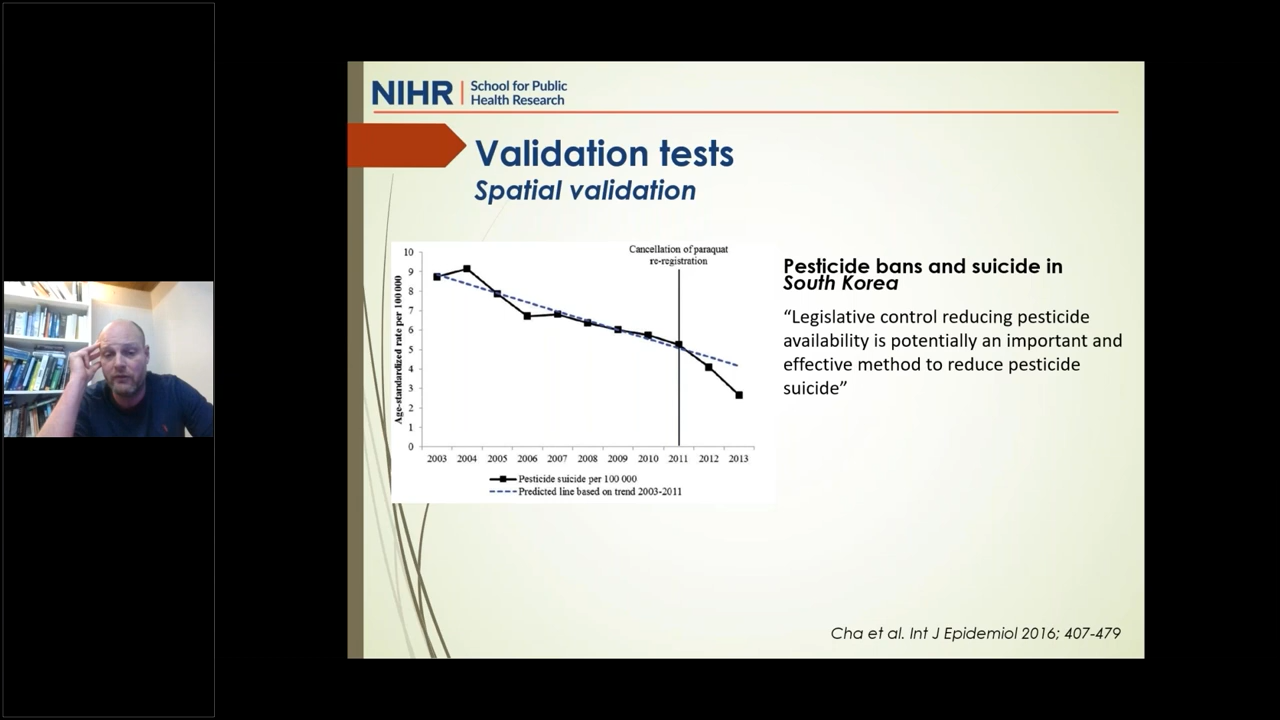 NIHR | School for Public
Health Research
Validation tests
Spatial validation
Cancellation of paraquat
re-registration
Age-standardized rate per 100 000
10
9
8
7
6
5
4
3
2
1
0
2003 2004 2005 2006 2007 2008 2009 2010 2011 2012 2013
Pesticide suicide per 100 000
Predicted line based on trend 2003-2011
Pesticide bans and suicide in
South Korea
“Legislative control reducing pesticide
availability is potentially an important and
effective method to reduce pesticide
suicide”
Cha et al. Int J Epidemiol 2016; 407-479